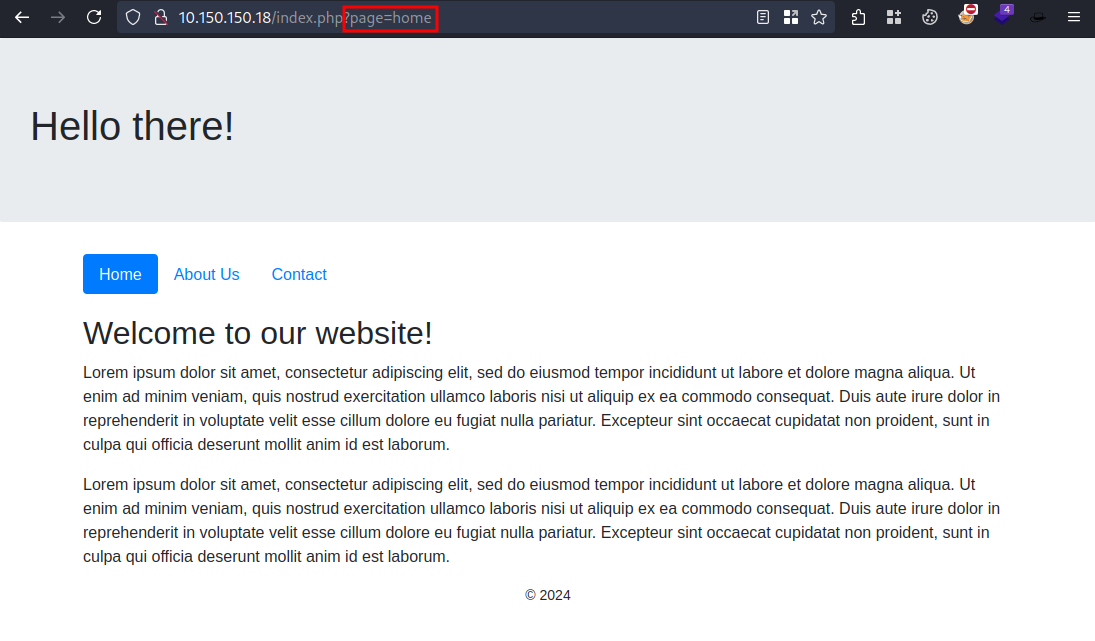 10.150.150.18/index.php?page=home
4
Hello there!
Home About Us Contact
Welcome to our website!
Lorem ipsum dolor sit amet, consectetur adipiscing elit, sed do eiusmod tempor incididunt ut labore et dolore magna aliqua. Ut
enim ad minim veniam, quis nostrud exercitation ullamco laboris nisi ut aliquip ex ea commodo consequat. Duis aute irure dolor in
reprehenderit in voluptate velit esse cillum dolore eu fugiat nulla pariatur. Excepteur sint occaecat cupidatat non proident, sunt in
culpa qui officia deserunt mollit anim id est laborum.
Lorem ipsum dolor sit amet, consectetur adipiscing elit, sed do eiusmod tempor incididunt ut labore et dolore magna aliqua. Ut
enim ad minim veniam, quis nostrud exercitation ullamco laboris nisi ut aliquip ex ea commodo consequat. Duis aute irure dolor in
reprehenderit in voluptate velit esse cillum dolore eu fugiat nulla pariatur. Excepteur sint occaecat cupidatat non proident, sunt in
culpa qui officia deserunt mollit anim id est laborum.
© 2024